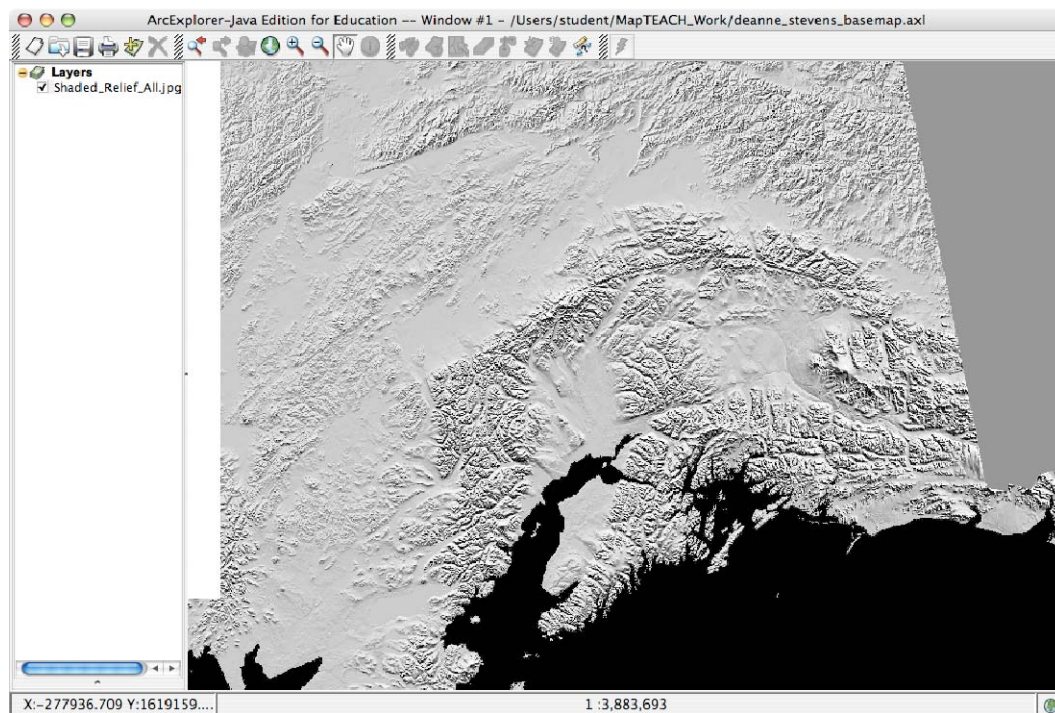 ArcExplorer-Java Edition for Education -- Window #1 - /Users/student/MapTEACH_Work/deanne_stevens_basemap.axl
Layers
Shaded_Relief_All.jpg
X:-277936.709 Y:1619159....
1 :3,883,693